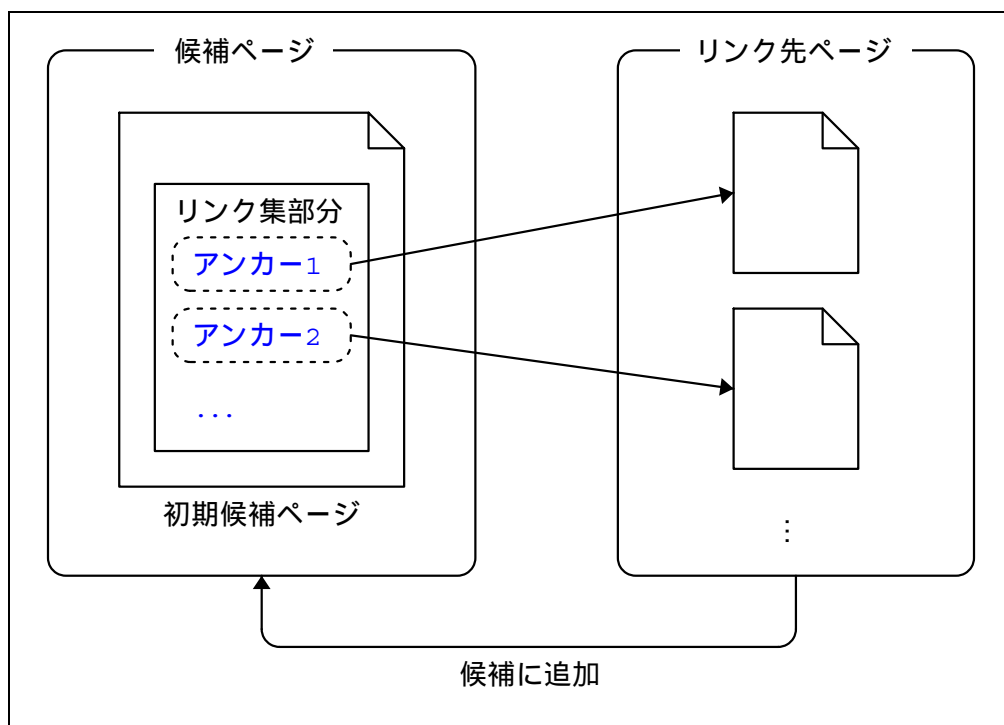 候補ページ
リンク集部分
アンカー1
アンカー2
...
初期候補ページ
リンク先ページ
⋮
候補に追加